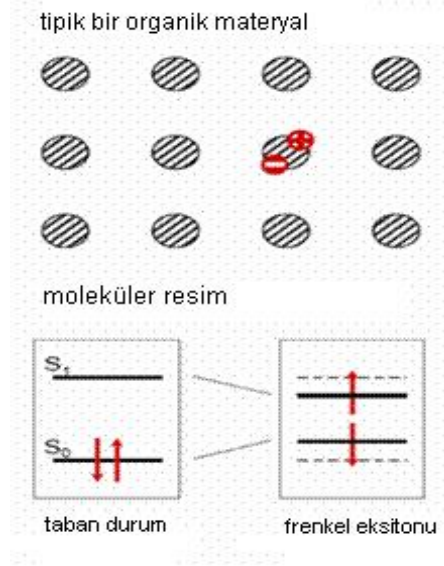 tipik bir organik materyal
moleküler resim
S₁
S₀
taban durum
frenkel eksitonu